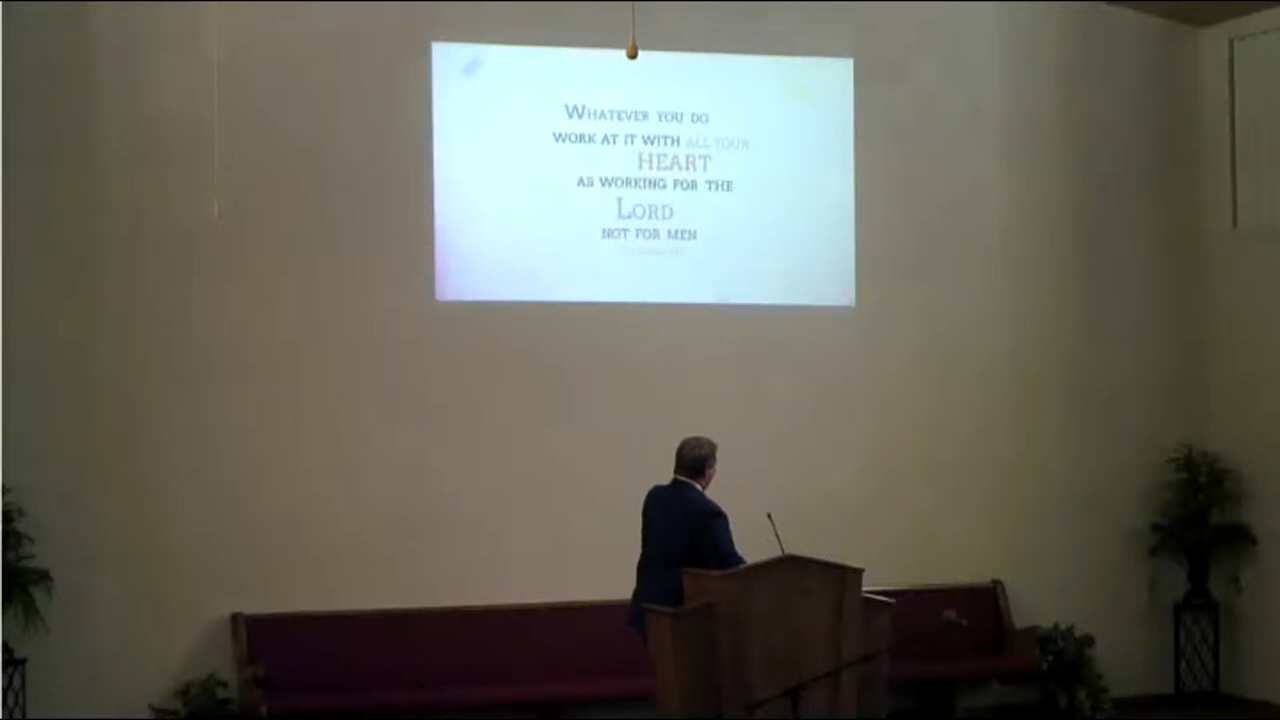 WHATEVER YOU DO
WORK AT IT WITH ALL YOUR
HEART
AS WORKING FOR THE
LORD
NOT FOR MEN